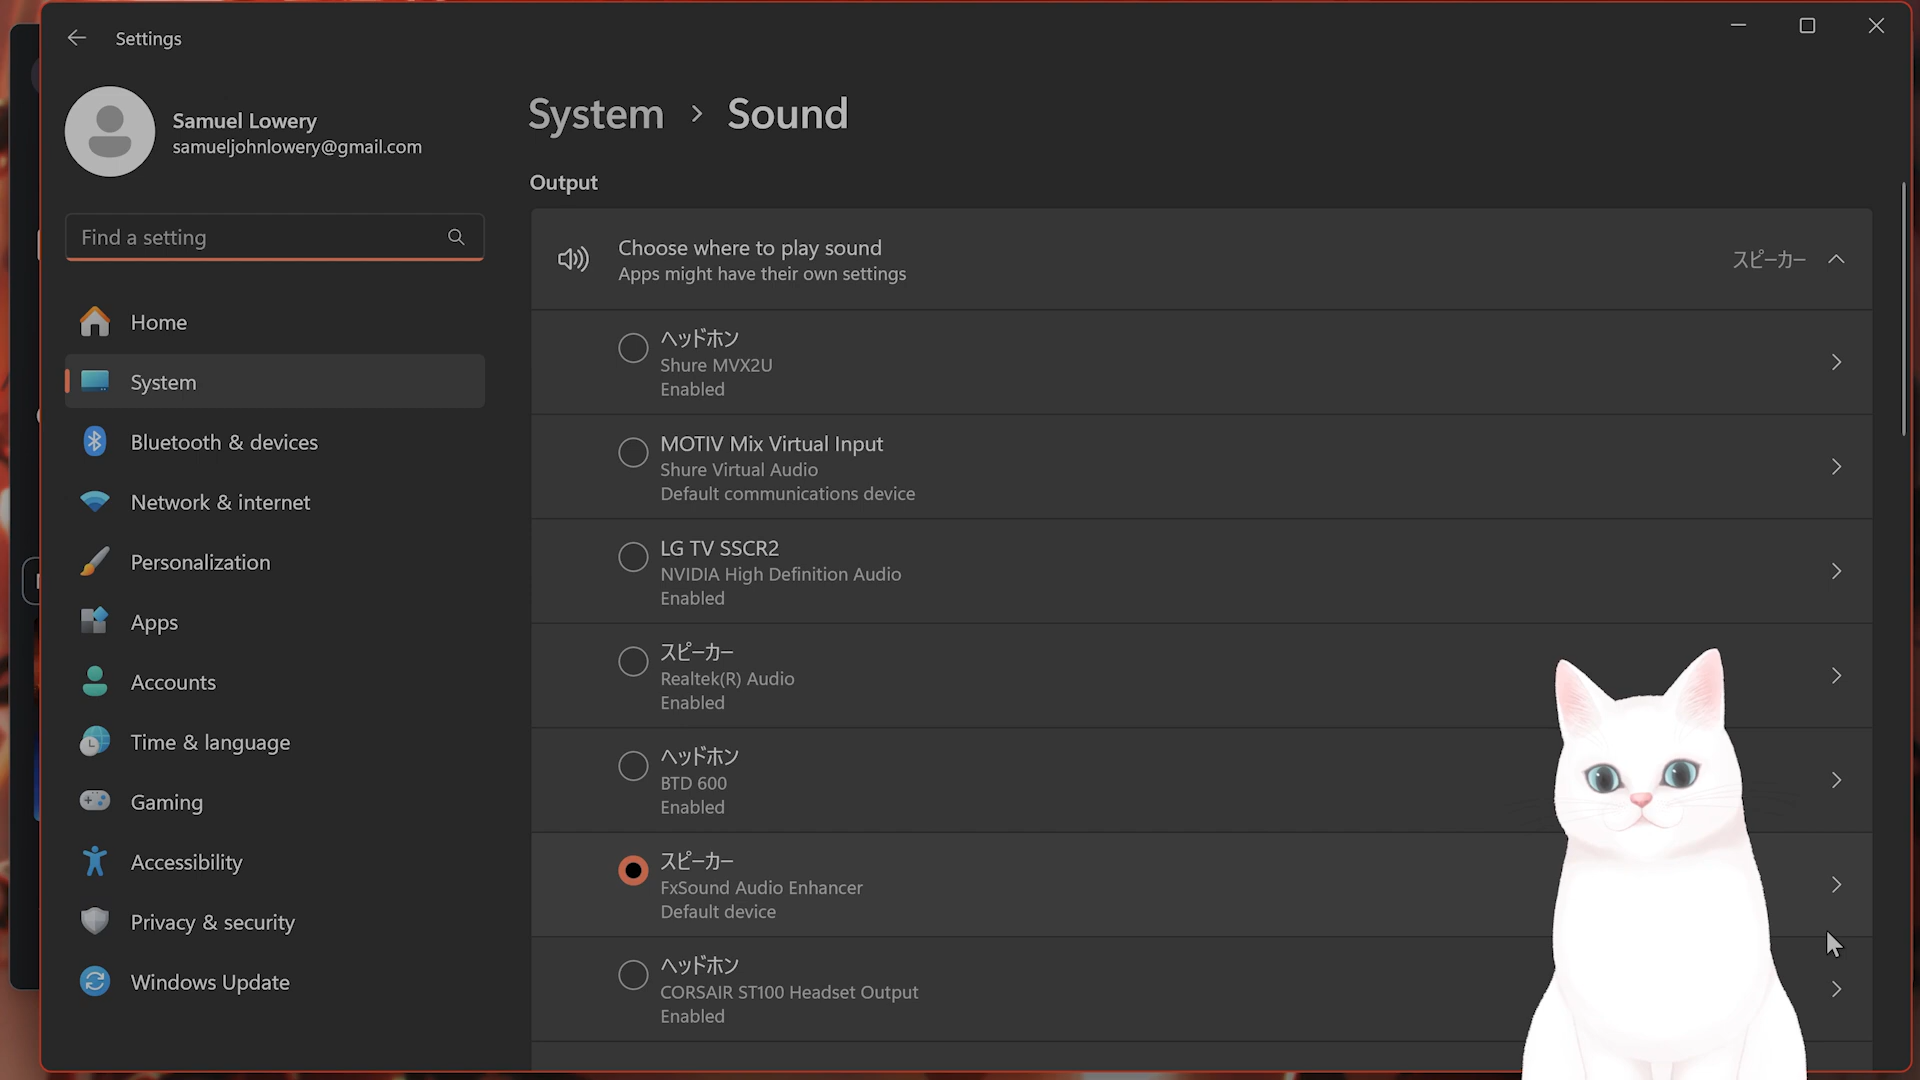 Settings
Samuel Lowery
samueljohnlowery@gmail.com
Find a setting
Home
System
Bluetooth & devices
Network & internet
Personalization
Apps
Accounts
Time & language
Gaming
Accessibility
Privacy & security
Windows Update
System > Sound
Output
Choose where to play sound
Apps might have their own settings
スピーカー
ヘッドホン
Shure MVX2U
Enabled
MOTIV Mix Virtual Input
Shure Virtual Audio
Default communications device
LG TV SSCR2
NVIDIA High Definition Audio
Enabled
スピーカー
Realtek(R) Audio
Enabled
ヘッドホン
BTD 600
Enabled
スピーカー
FxSound Audio Enhancer
Default device
ヘッドホン
CORSAIR ST100 Headset Output
Enabled